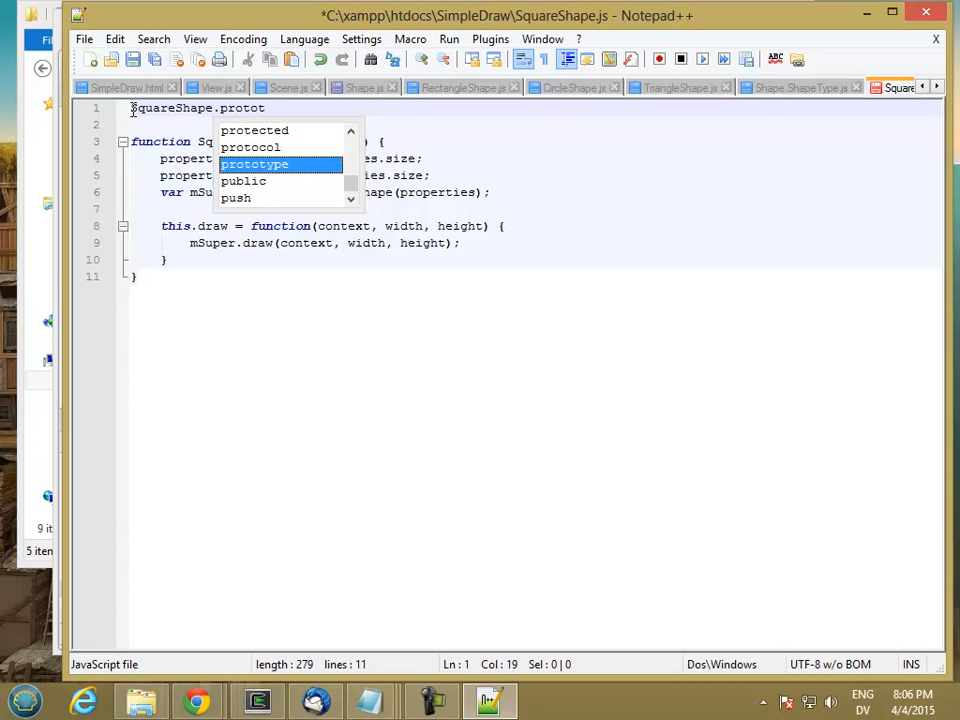 *C:\xampp\htdocs\SimpleDraw\SquareShape.js - Notepad++
File Edit Search View Encoding Language Settings Macro Run Plugins Window ? X
SimpleDraw.html View.js Scene.js Shape.js RectangleShape.js CircleShape.js TriangleShape.js Shape.ShapeType.js Square
1 SquareShape.protot
2
protected
3 function Sq ) {
protocol
4 propert es.size;
prototype
5 propert es.size;
public
6 var mSu hape(properties);
push
7
8 this.draw = function(context, width, height) {
9 mSuper.draw(context, width, height);
10 }
11 }
9 it
5 iten
JavaScript file length : 279 lines : 11 Ln : 1 Col : 19 Sel : 0 | 0 Dos\Windows UTF-8 w/o BOM INS
ENG
DV
8:06 PM
4/4/2015